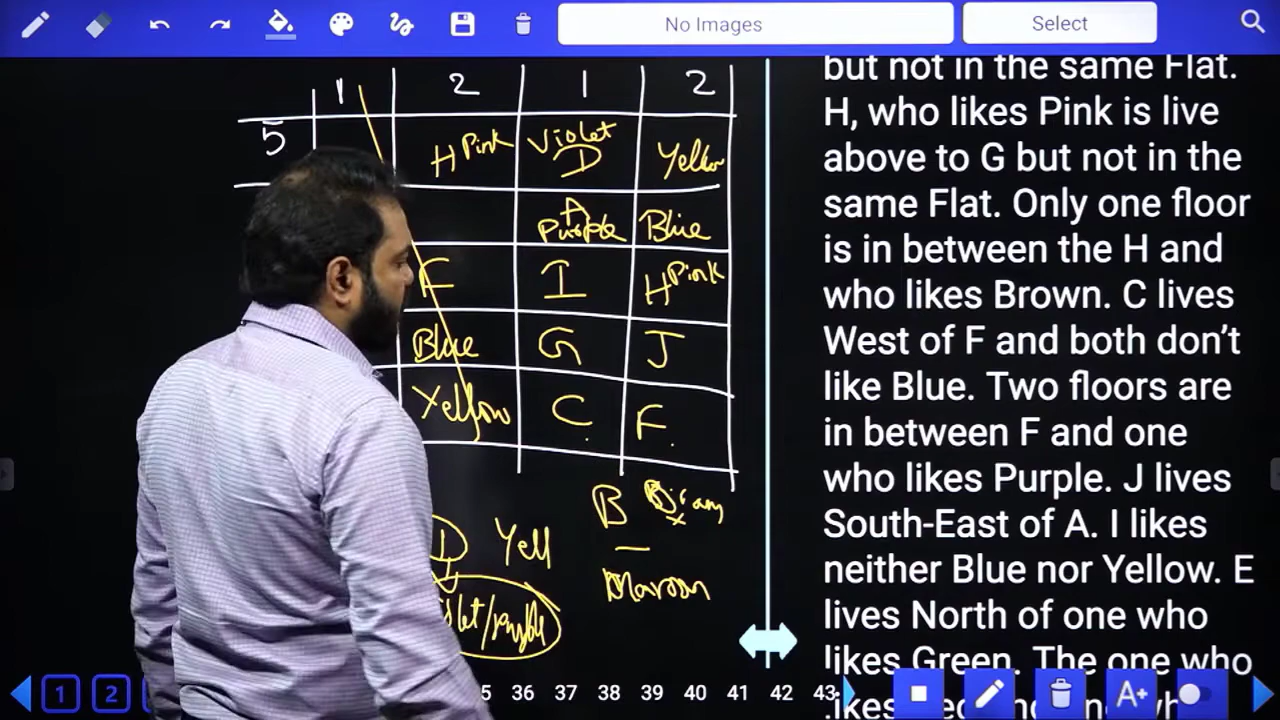 No Images
Select
1 2 1 2
5
H Pink
Violet D
Yellow
A Purple
Blue
F
I
H Pink
Blue
G
J
Yellow
C
F
B
D
Yell
Maroon
but not in the same Flat.
H, who likes Pink is live
above to G but not in the
same Flat. Only one floor
is in between the H and
who likes Brown. C lives
West of F and both don't
like Blue. Two floors are
in between F and one
who likes Purple. J lives
South-East of A. I likes
neither Blue nor Yellow. E
lives North of one who
likes Green. The one who
1
2
36 37 38 39 40 41 42 43
A+